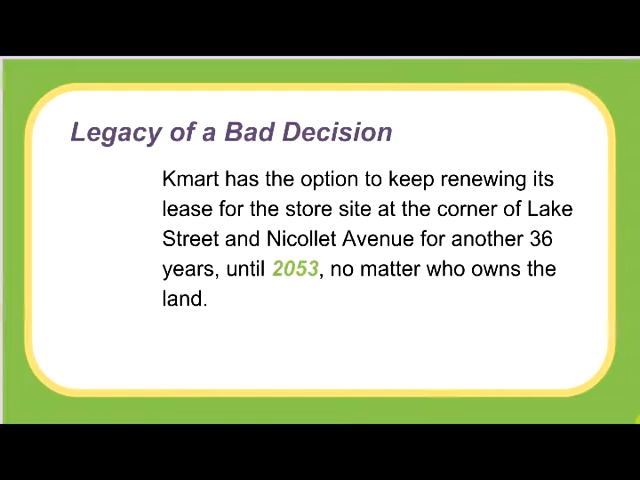 Legacy of a Bad Decision
Kmart has the option to keep renewing its
lease for the store site at the corner of Lake
Street and Nicollet Avenue for another 36
years, until 2053, no matter who owns the
land.